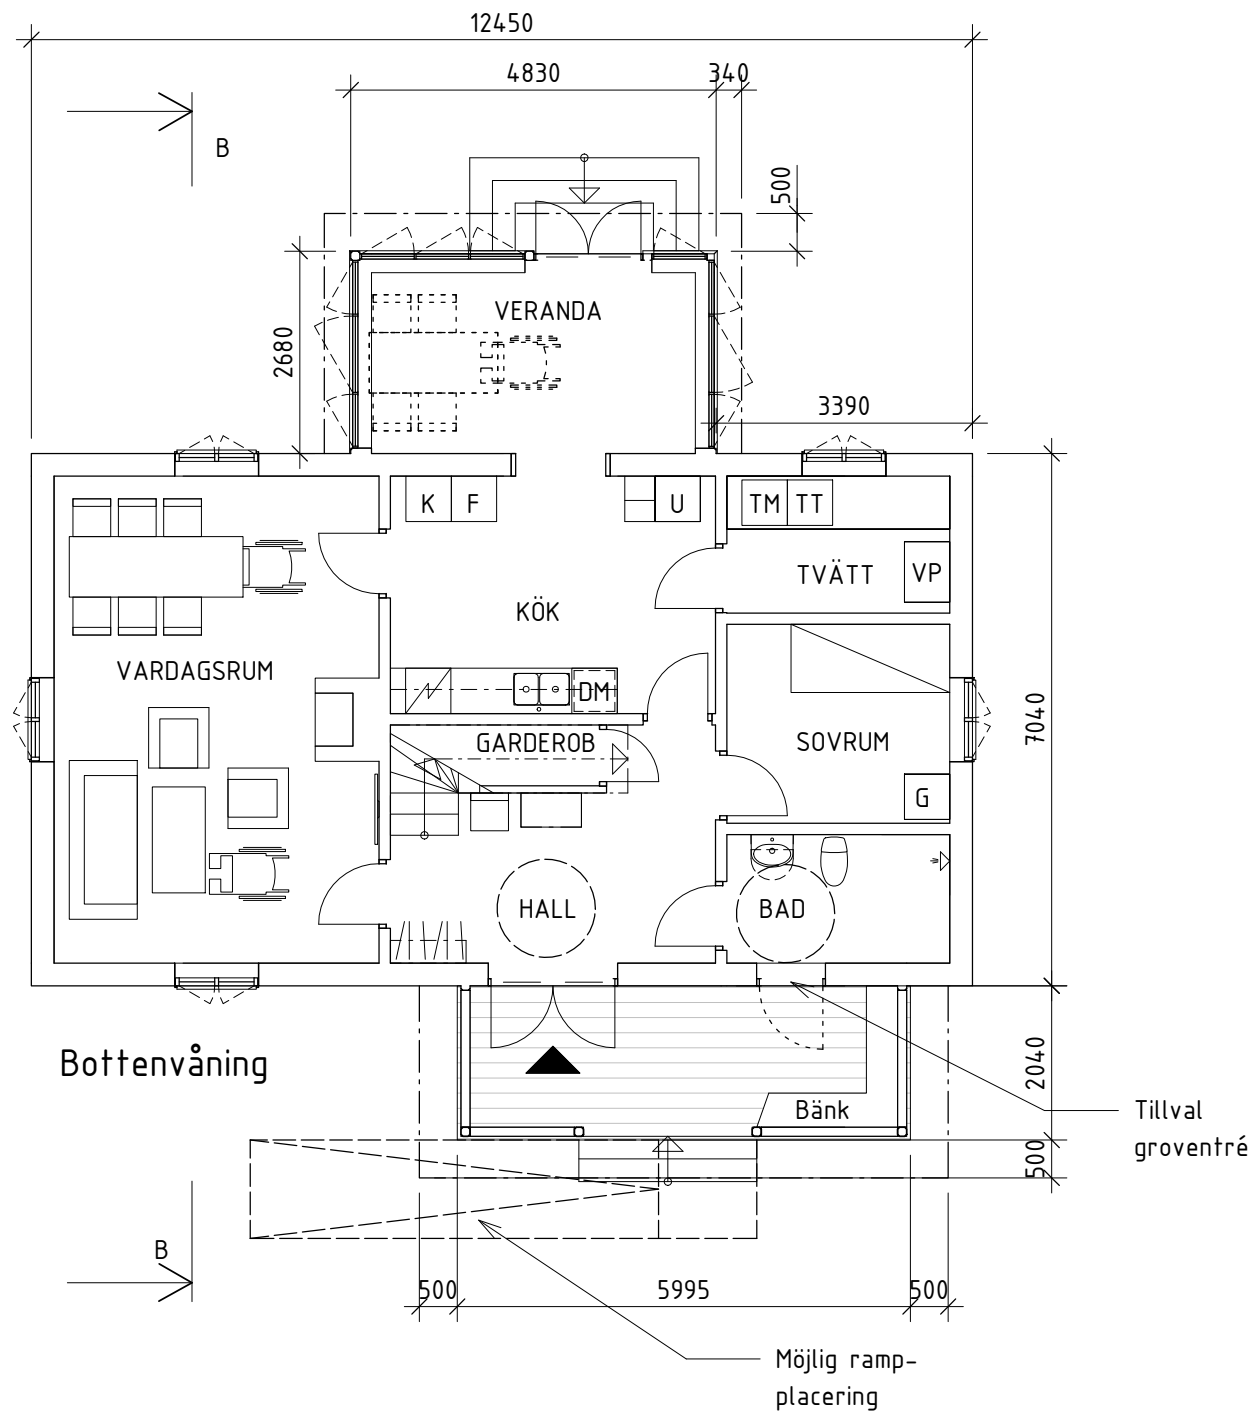 12450
4830
340
B
500
VERANDA
2680
3390
K F
U
TM TT
TVÄTT
VP
KÖK
VARDAGSRUM
DM
7040
GARDEROB
SOVRUM
G
HALL
BAD
Bottenvåning
2040
Bänk
Tillval
groventré
500
B
500
5995
500
Möjlig ramp-
placering